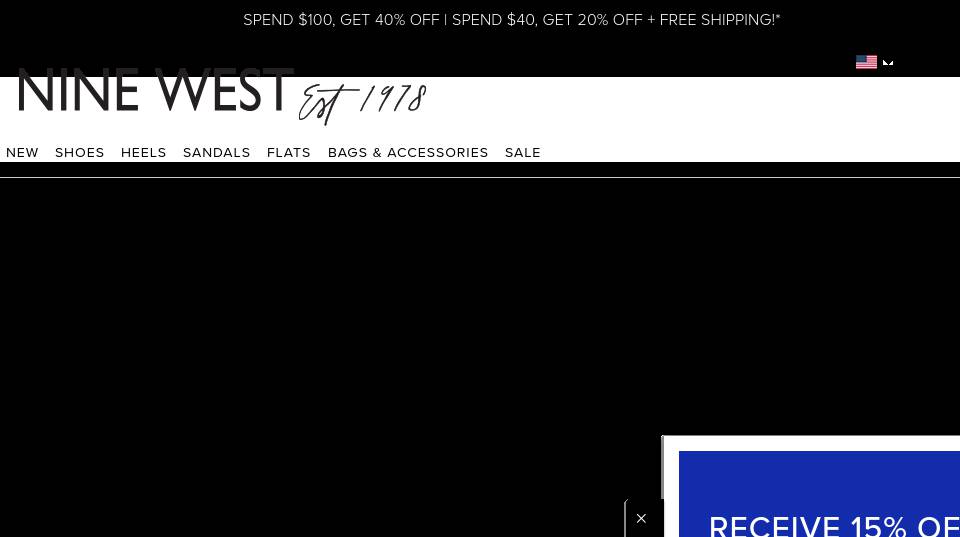 SPEND $100, GET 40% OFF | SPEND $40, GET 20% OFF + FREE SHIPPING!*
NINE WEST Est 1978
NEW SHOES HEELS SANDALS FLATS BAGS & ACCESSORIES SALE
RECEIVE 15% OF